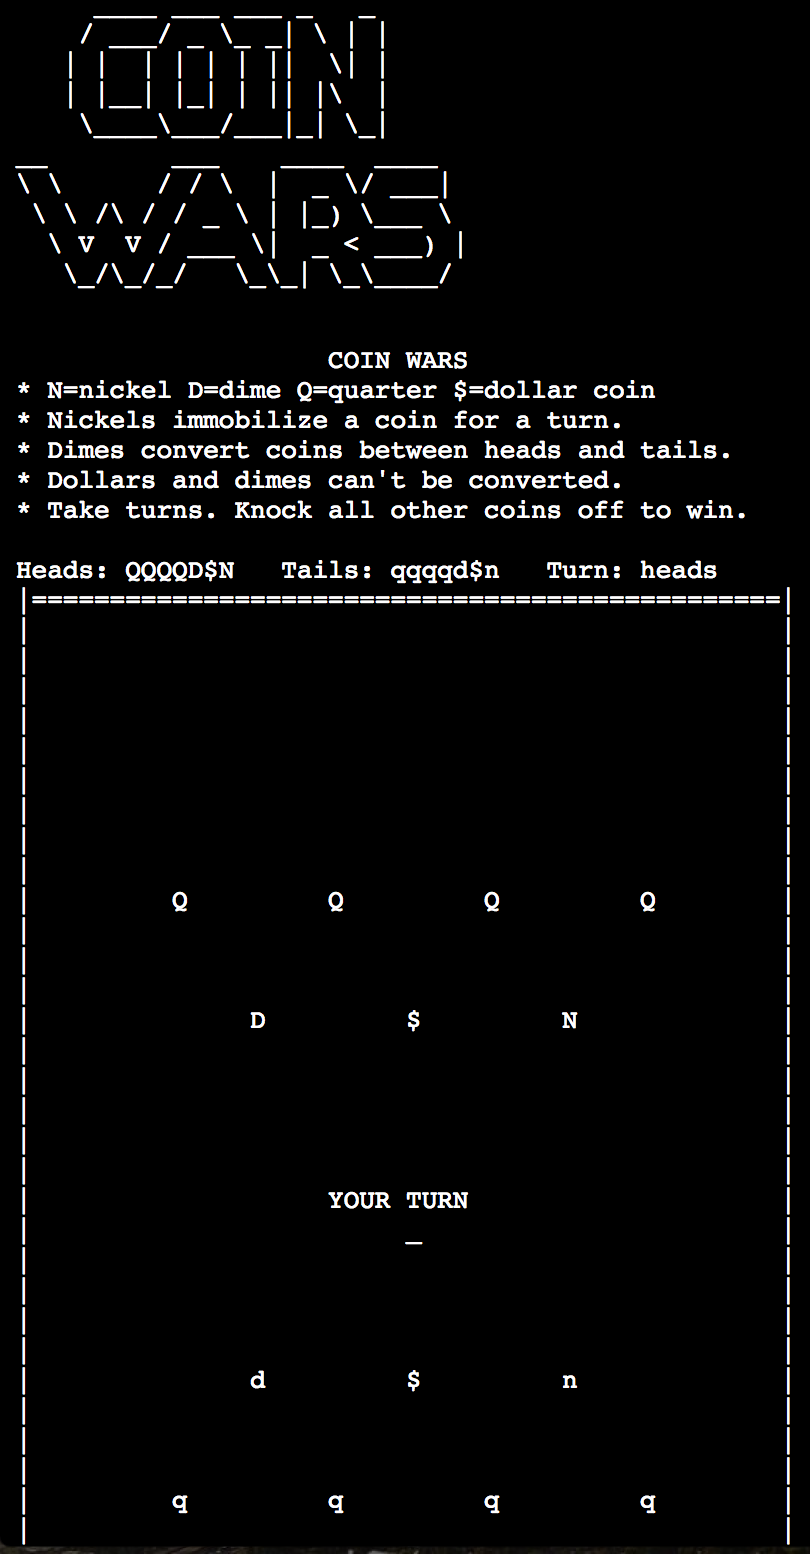 COIN
WARS
COIN WARS
* N=nickel D=dime Q=quarter $=dollar coin
* Nickels immobilize a coin for a turn.
* Dimes convert coins between heads and tails.
* Dollars and dimes can't be converted.
* Take turns. Knock all other coins off to win.
Heads: QQQQD$N Tails: qqqqd$n Turn: heads
Q Q Q Q
D $ N
YOUR TURN
_
d $ n
q q q q